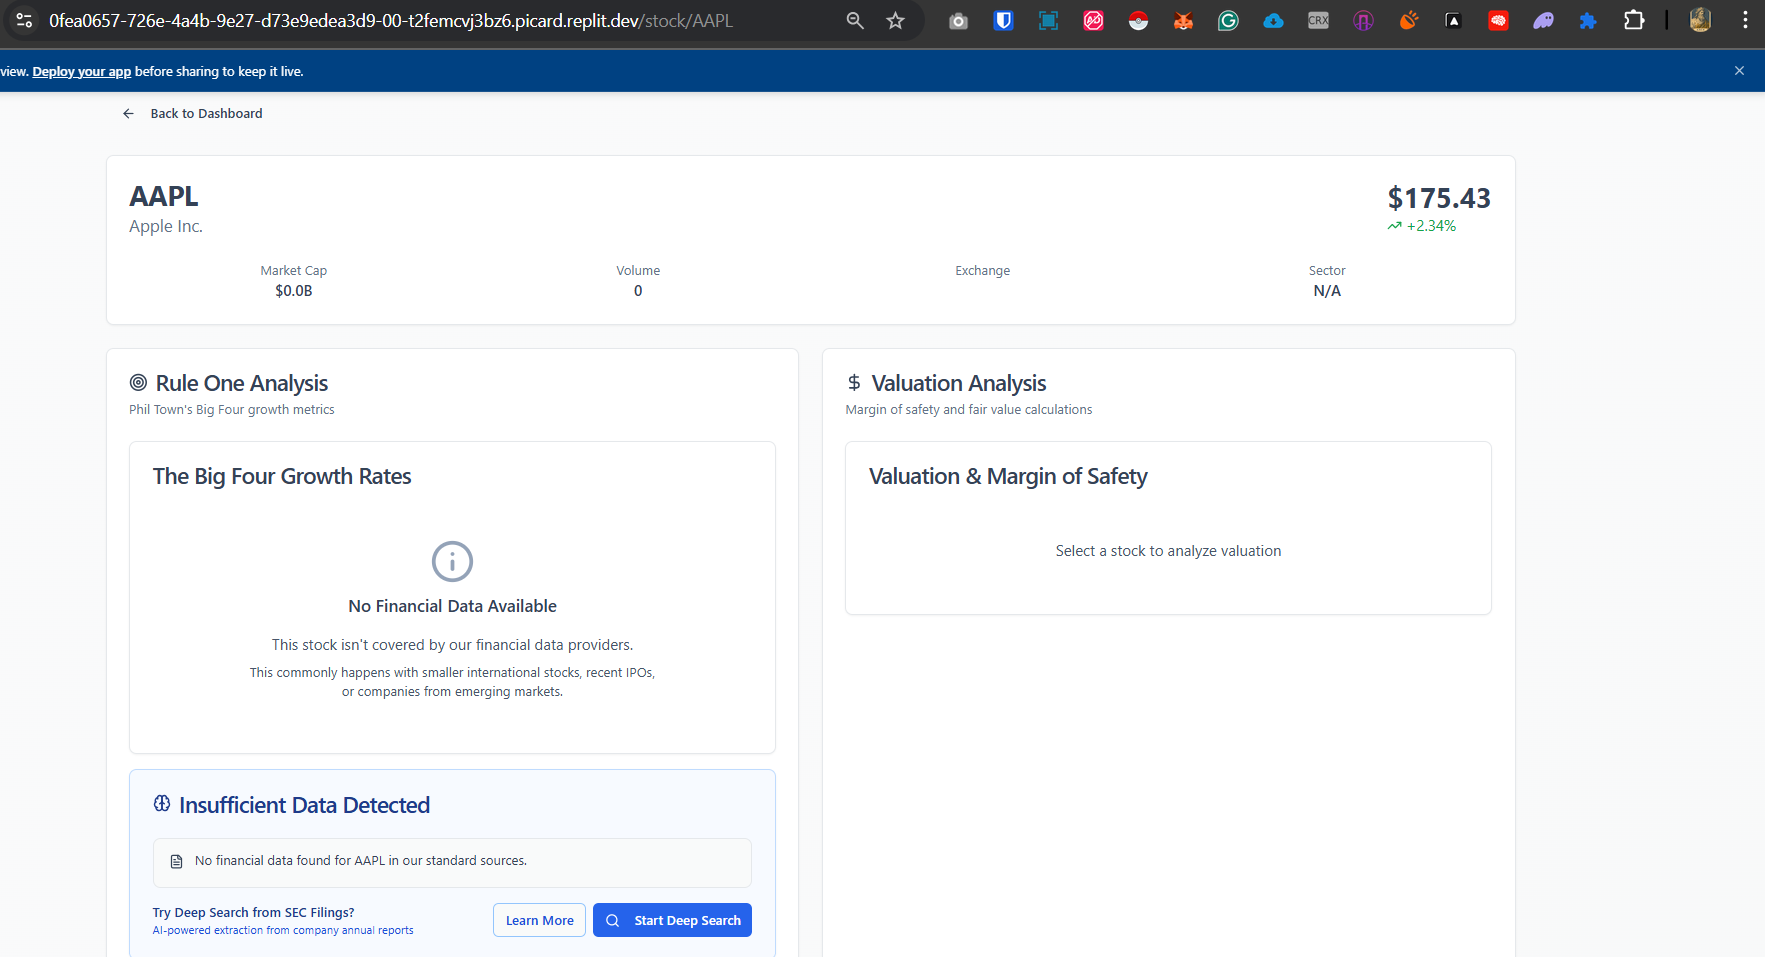 0fea0657-726e-4a4b-9e27-d73e9edea3d9-00-t2femcvj3bz6.picard.replit.dev/stock/AAPL
CRX
view. Deploy your app before sharing to keep it live.
Back to Dashboard
AAPL
$175.43
Apple Inc.
+2.34%
Market Cap
Volume
Exchange
Sector
$0.0B
0
N/A
Rule One Analysis
Phil Town's Big Four growth metrics
The Big Four Growth Rates
No Financial Data Available
This stock isn't covered by our financial data providers.
This commonly happens with smaller international stocks, recent IPOs,
or companies from emerging markets.
Insufficient Data Detected
No financial data found for AAPL in our standard sources.
Try Deep Search from SEC Filings?
AI-powered extraction from company annual reports
Learn More
Start Deep Search
Valuation Analysis
Margin of safety and fair value calculations
Valuation & Margin of Safety
Select a stock to analyze valuation